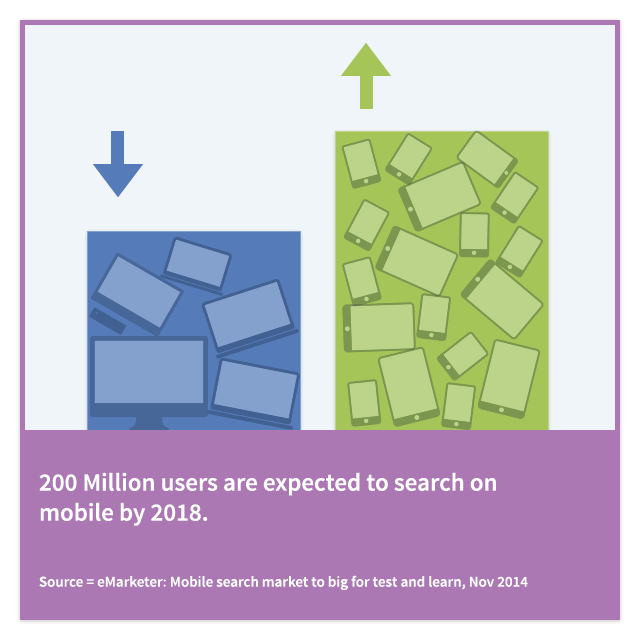 200 Million users are expected to search on
mobile by 2018.
Source = eMarketer: Mobile search market to big for test and learn, Nov 2014